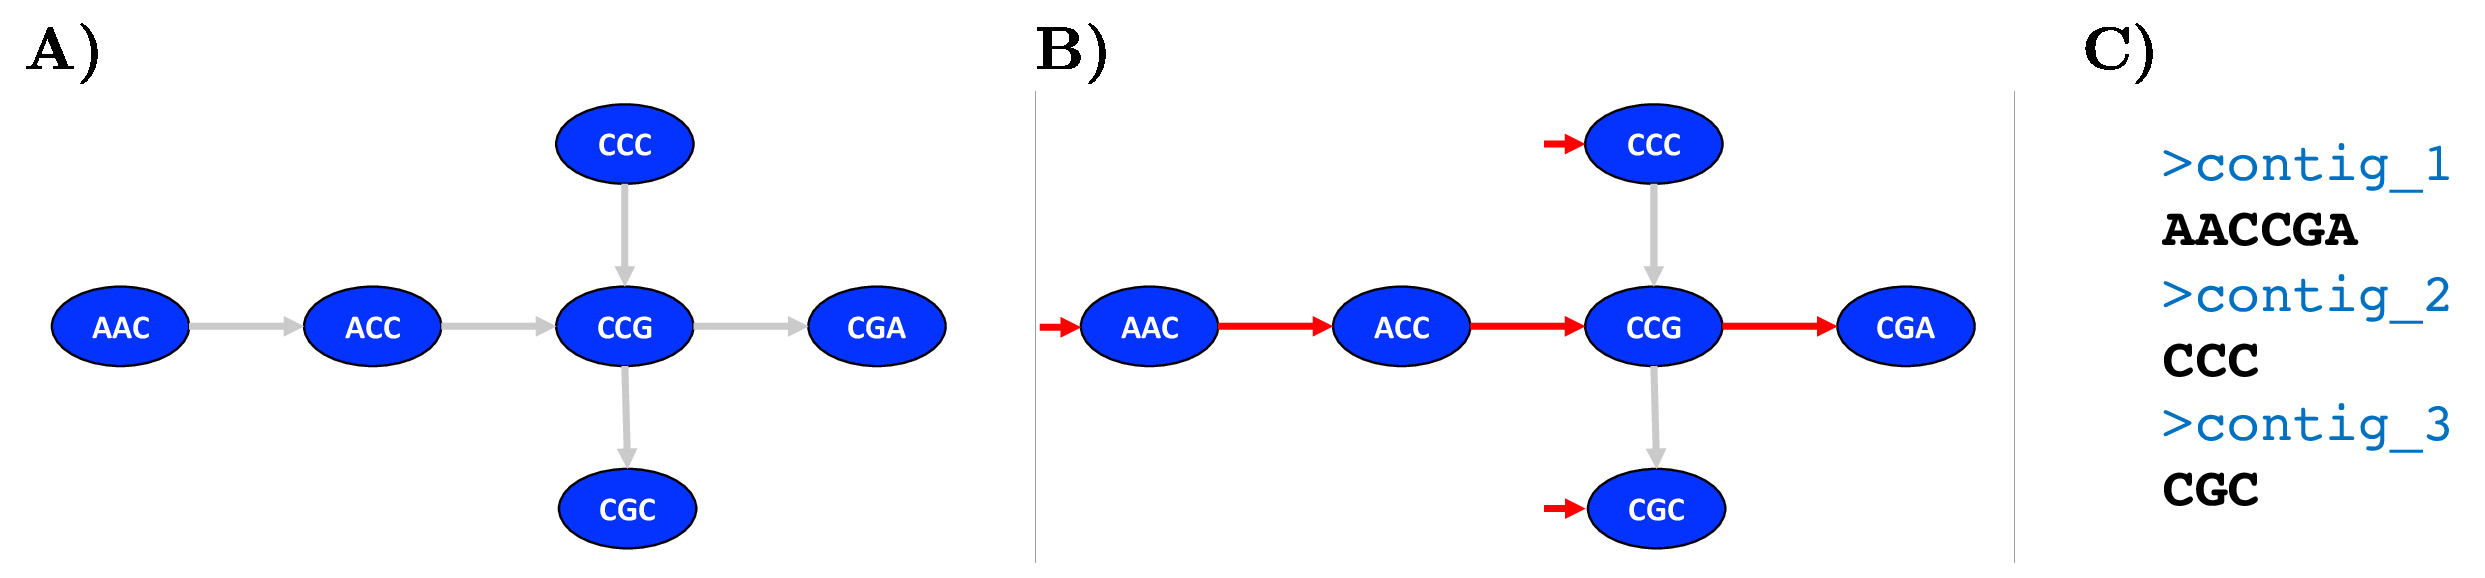 A)
CCC
AAC ACC CCG CGA
CGC
B)
CCC
AAC ACC CCG CGA
CGC
C)
>contig_1
AACCGA
>contig_2
CCC
>contig_3
CGC